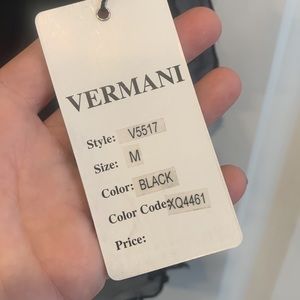 VERMANI
Style: V5517
Size: M
Color: BLACK
Color Code: XQ4461
Price: